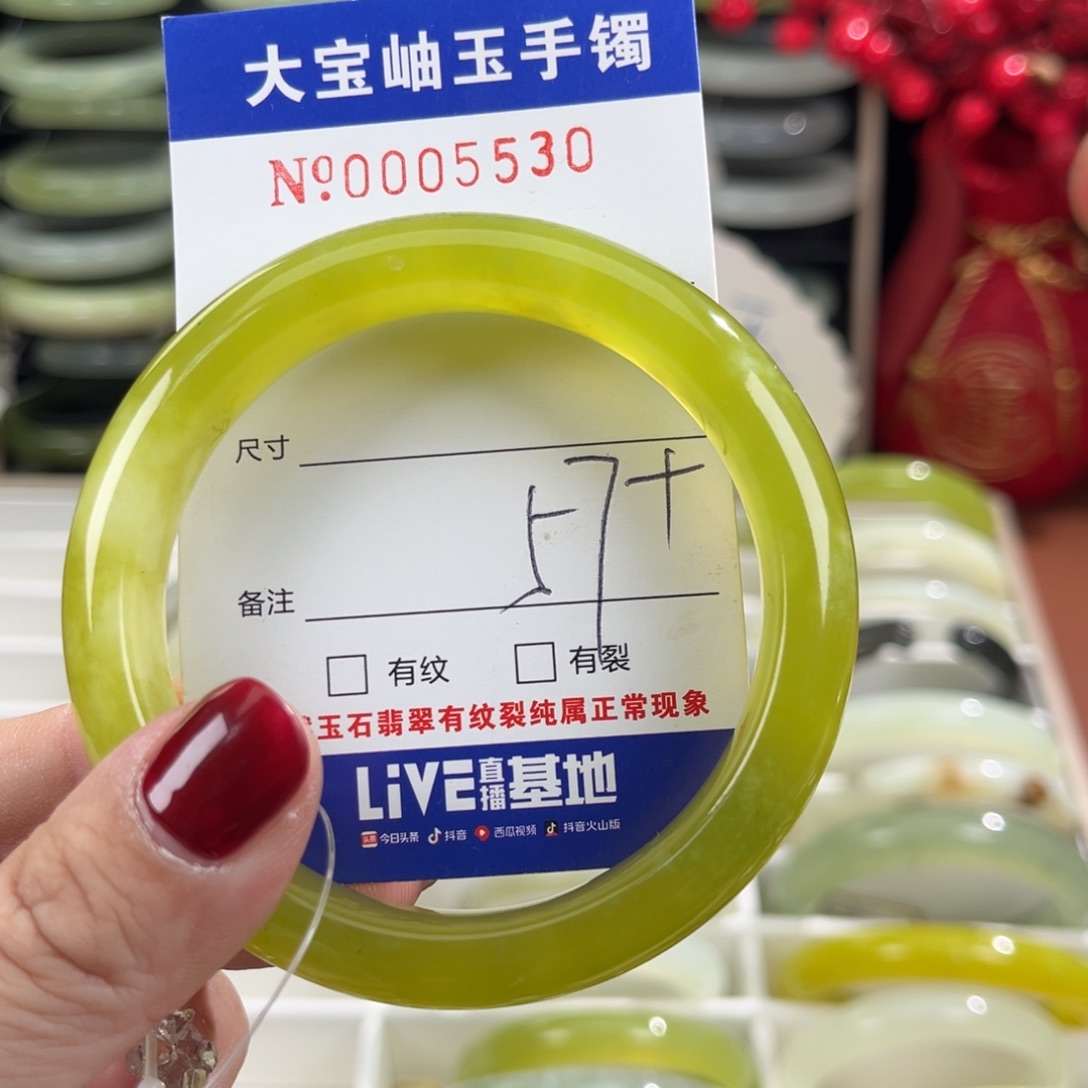 大宝岫玉手镯
Nº0005530
尺寸
57+
备注
有纹 有裂
玉石翡翠有纹裂纯属正常现象
LiVE直播基地
今日头条 抖音 西瓜视频 抖音火山版